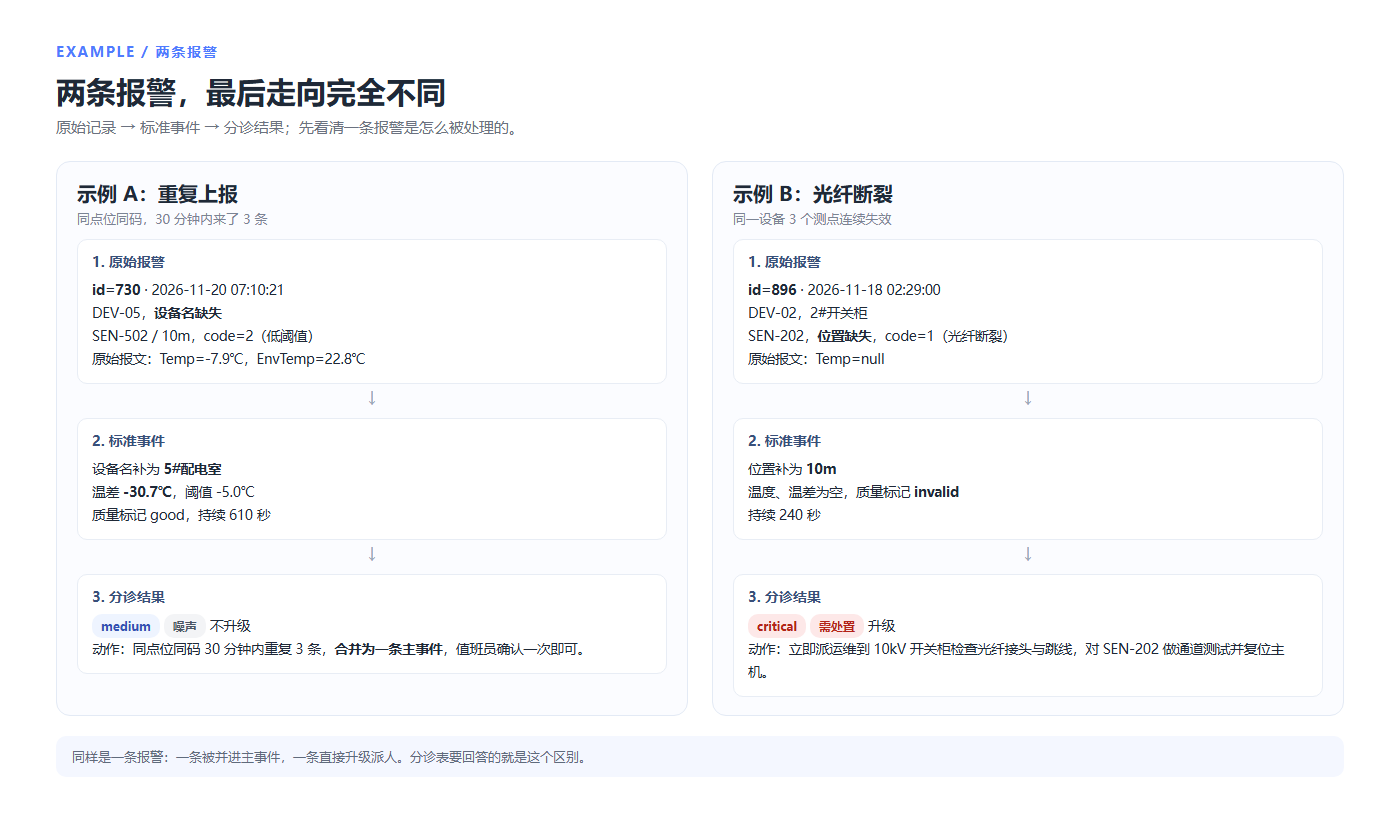 EXAMPLE / 两条报警
两条报警，最后走向完全不同
原始记录 → 标准事件 → 分诊结果；先看清一条报警是怎么被处理的。
示例 A：重复上报
同点位同码，30 分钟内来了 3 条
1. 原始报警
id=730 · 2026-11-20 07:10:21
DEV-05，设备名缺失
SEN-502 / 10m，code=2（低阈值）
原始报文：Temp=-7.9℃，EnvTemp=22.8℃
↓
2. 标准事件
设备名补为 5#配电室
温差 -30.7℃，阈值 -5.0℃
质量标记 good，持续 610 秒
↓
3. 分诊结果
medium 噪声 不升级
动作：同点位同码 30 分钟内重复 3 条，合并为一条主事件，值班员确认一次即可。
示例 B：光纤断裂
同一设备 3 个测点连续失效
1. 原始报警
id=896 · 2026-11-18 02:29:00
DEV-02，2#开关柜
SEN-202，位置缺失，code=1（光纤断裂）
原始报文：Temp=null
↓
2. 标准事件
位置补为 10m
温度、温差为空，质量标记 invalid
持续 240 秒
↓
3. 分诊结果
critical 需处置 升级
动作：立即派运维到 10kV 开关柜检查光纤接头与跳线，对 SEN-202 做通道测试并复位主
机。
同样是一条报警：一条被并进主事件，一条直接升级派人。分诊表要回答的就是这个区别。